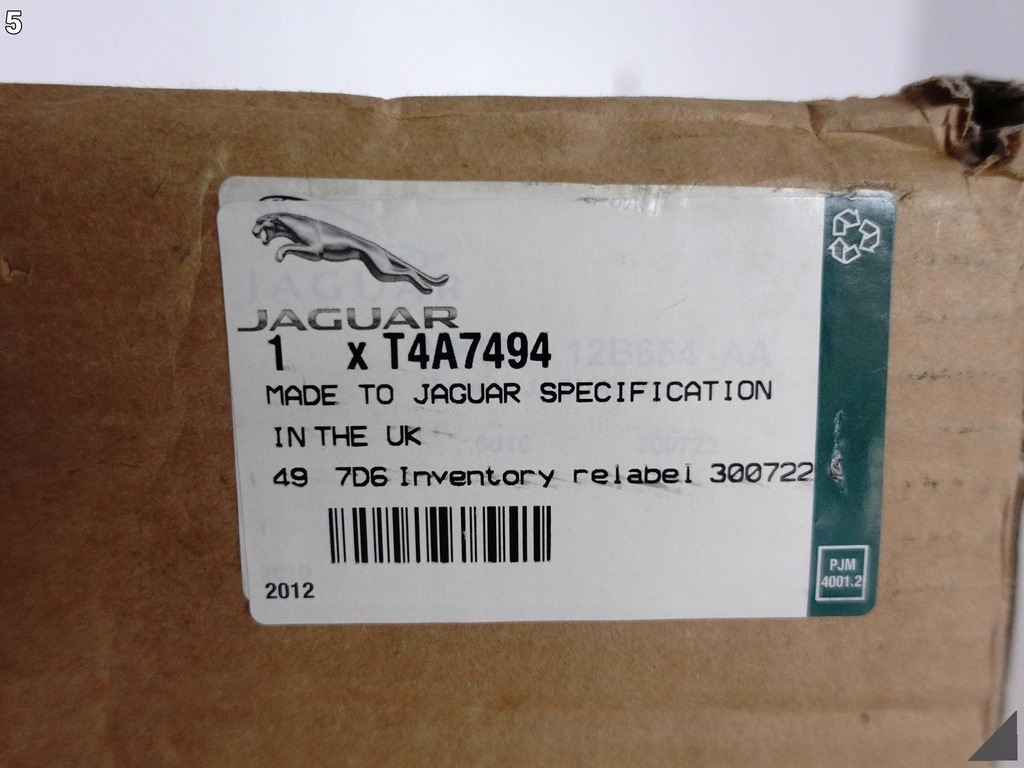 5
JAGUAR
1 x T4A7494
MADE TO JAGUAR SPECIFICATION
IN THE UK
49 7D6 Inventory relabel 300722
2012
PJM
4001.2